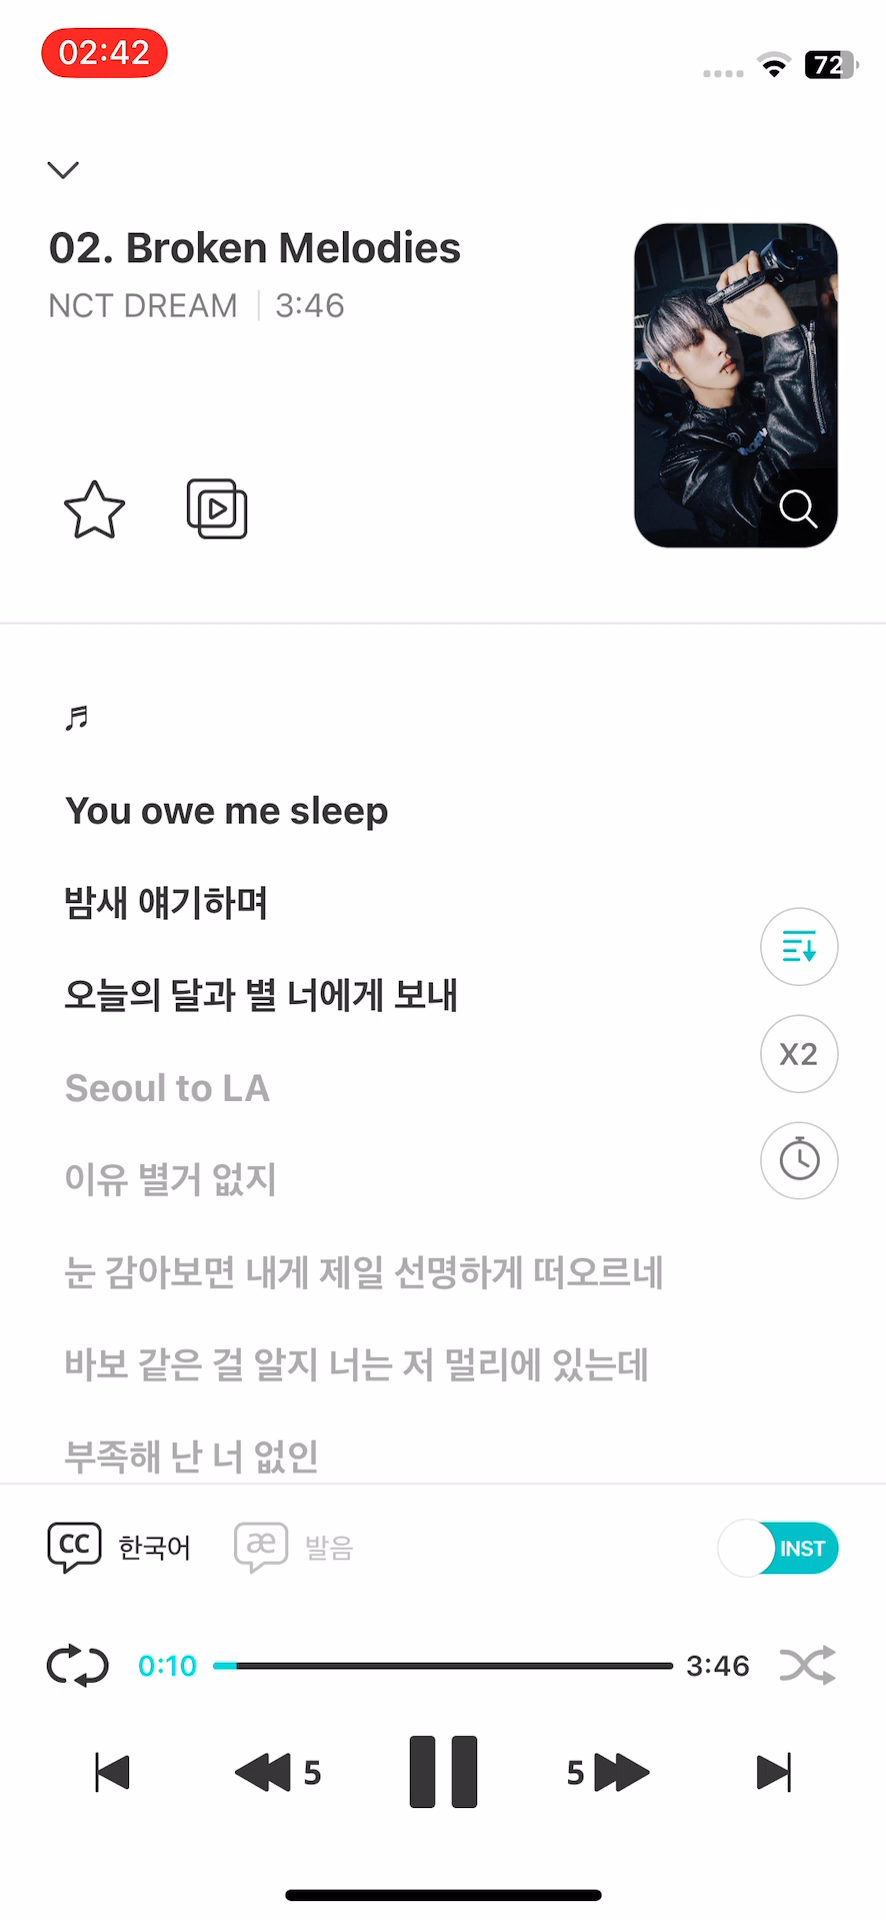 02:42
72
02. Broken Melodies
NCT DREAM | 3:46
♬
You owe me sleep
밤새 얘기하며
오늘의 달과 별 너에게 보내
Seoul to LA
이유 별거 없지
눈 감아보면 내게 제일 선명하게 떠오르네
바보 같은 걸 알지 너는 저 멀리에 있는데
부족해 난 너 없인
X2
CC 한국어 æ 발음 INST
0:10 3:46
5 5